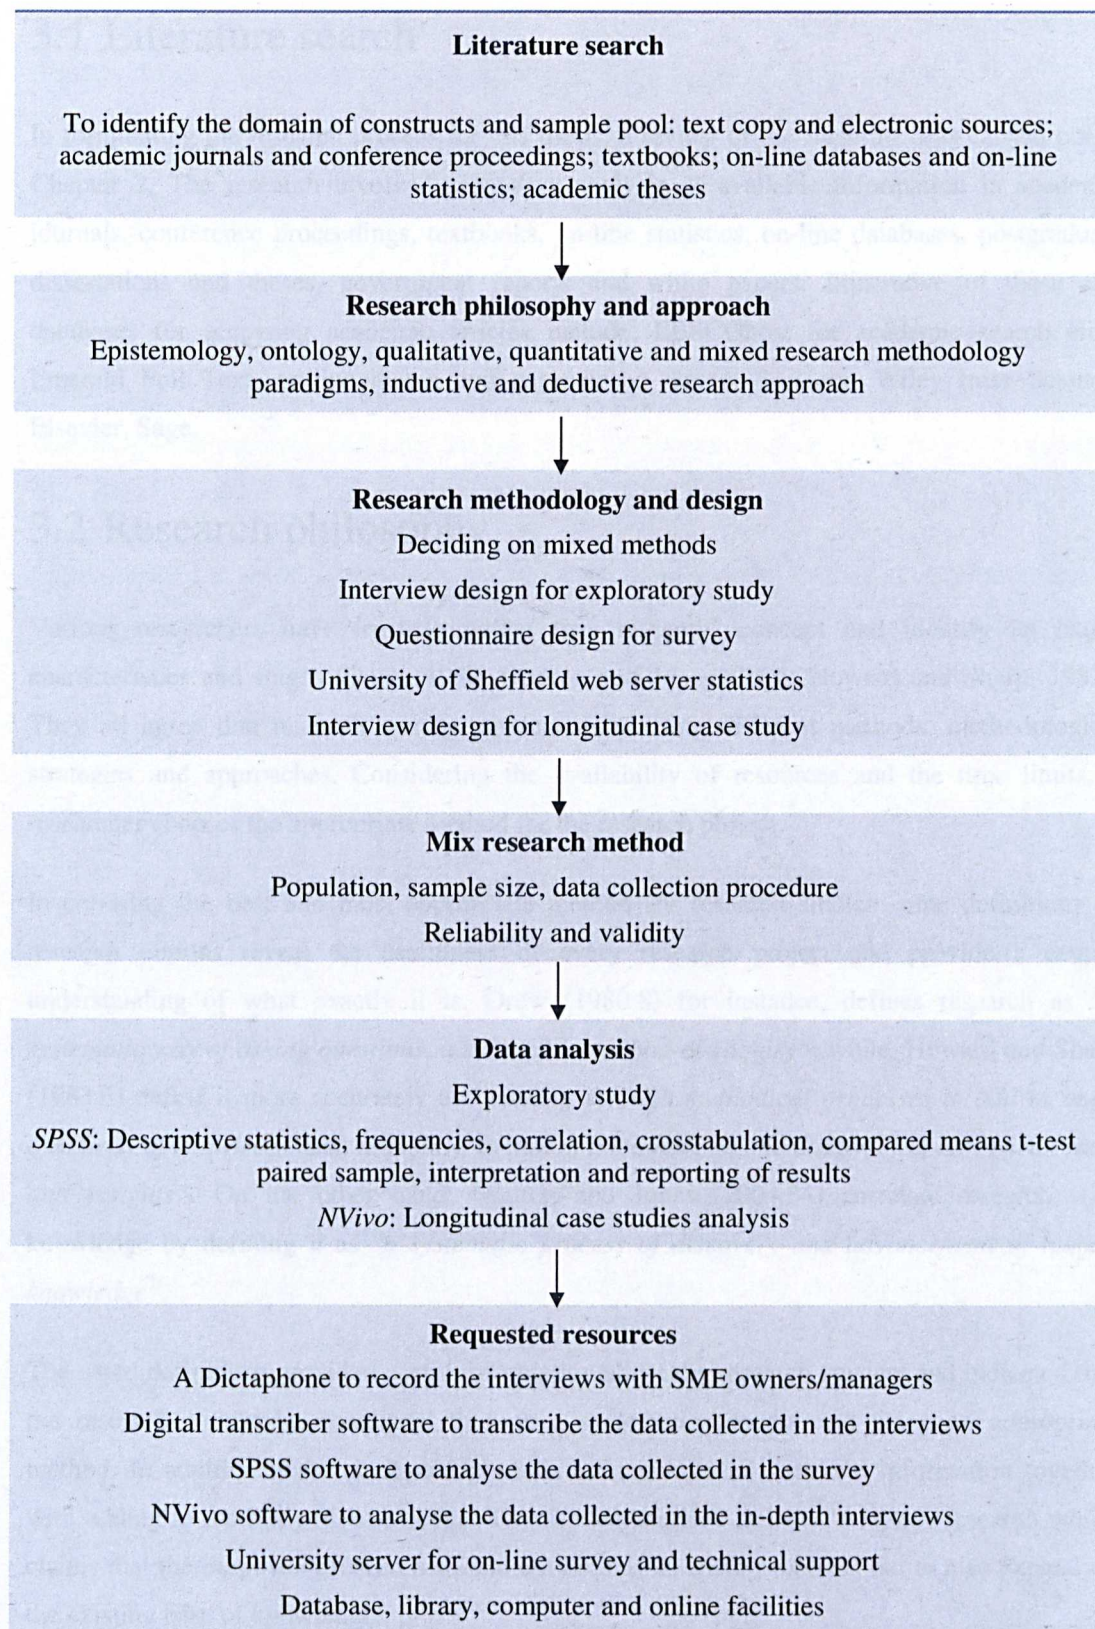 Literature search
To identify the domain of constructs and sample pool: text copy and electronic sources;
academic journals and conference proceedings; textbooks; on-line databases and on-line
statistics; academic theses
Research philosophy and approach
Epistemology, ontology, qualitative, quantitative and mixed research methodology
paradigms, inductive and deductive research approach
Research methodology and design
Deciding on mixed methods
Interview design for exploratory study
Questionnaire design for survey
University of Sheffield web server statistics
Interview design for longitudinal case study
Mix research method
Population, sample size, data collection procedure
Reliability and validity
Data analysis
Exploratory study
SPSS: Descriptive statistics, frequencies, correlation, crosstabulation, compared means t-test
paired sample, interpretation and reporting of results
NVivo: Longitudinal case studies analysis
Requested resources
A Dictaphone to record the interviews with SME owners/managers
Digital transcriber software to transcribe the data collected in the interviews
SPSS software to analyse the data collected in the survey
NVivo software to analyse the data collected in the in-depth interviews
University server for on-line survey and technical support
Database, library, computer and online facilities